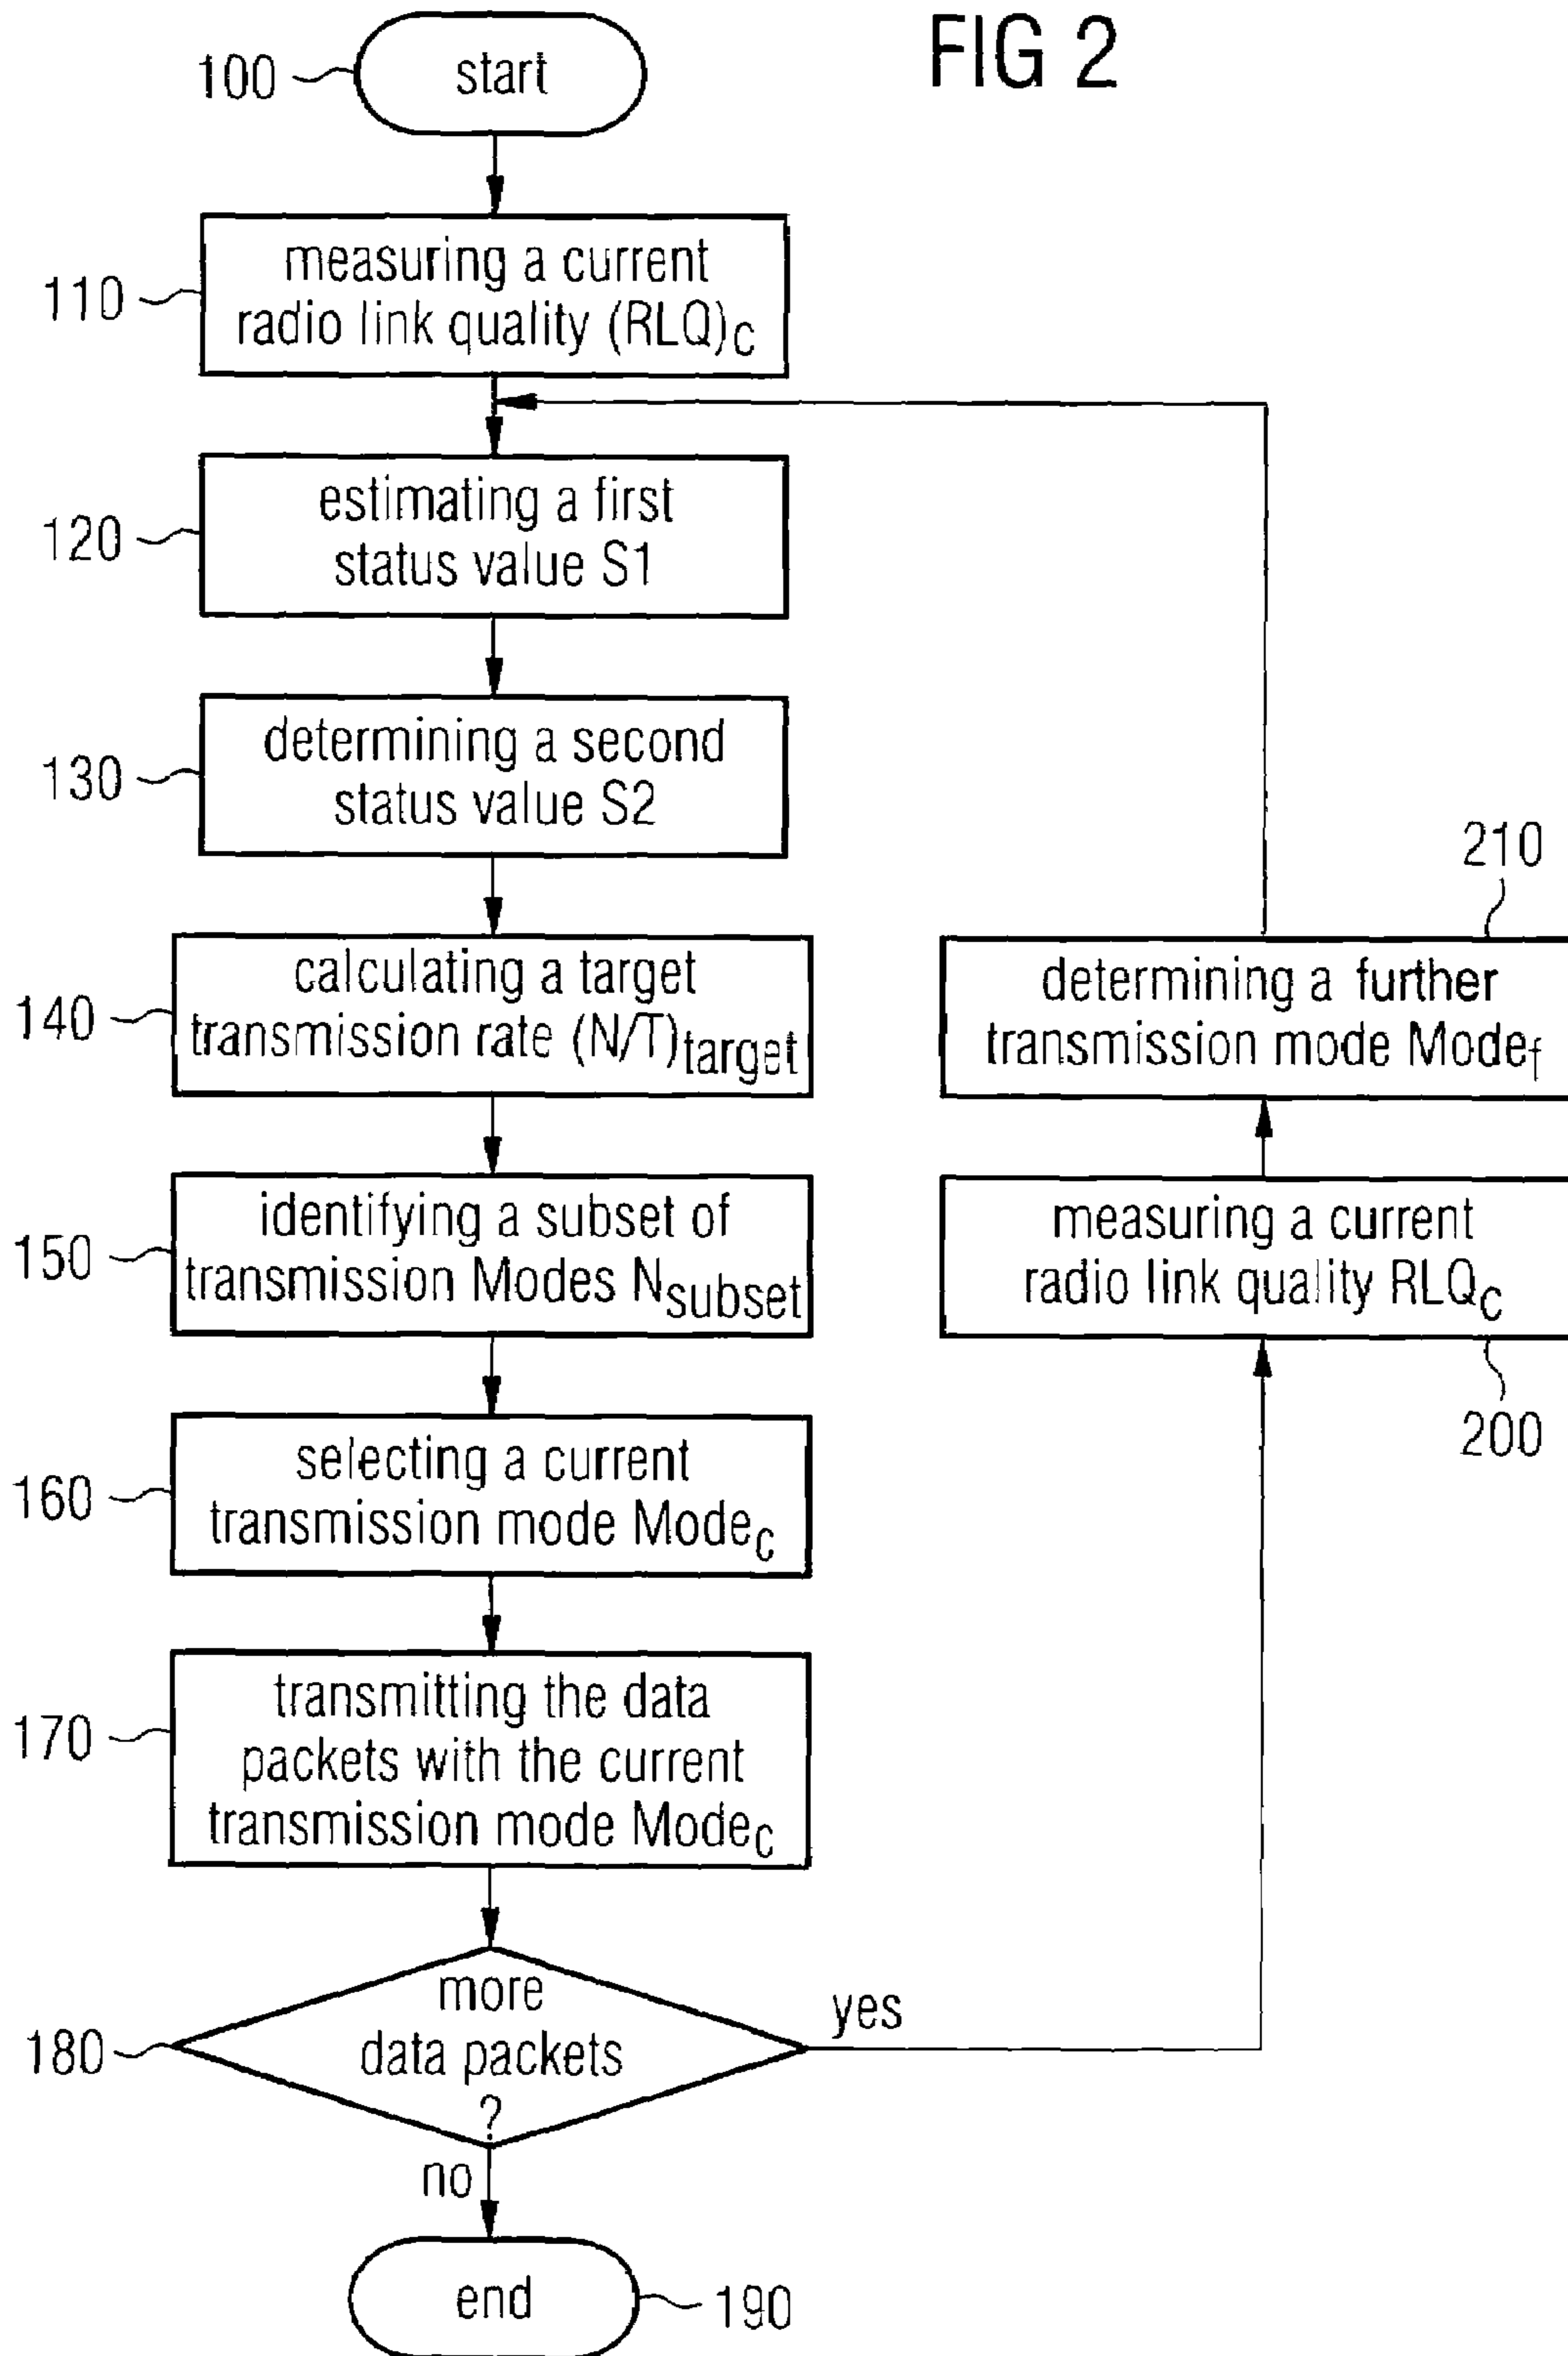 FIG 2
100
start
110
measuring a current
radio link quality (RLQ)c
120
estimating a first
status value S1
130
determining a second
status value S2
140
calculating a target
transmission rate (N/T)target
150
identifying a subset of
transmission Modes Nsubset
160
selecting a current
transmission mode Modec
170
transmitting the data
packets with the current
transmission mode Modec
180
more
data packets
?
yes
no
end
190
210
determining a further
transmission mode Modef
measuring a current
radio link quality RLQc
200